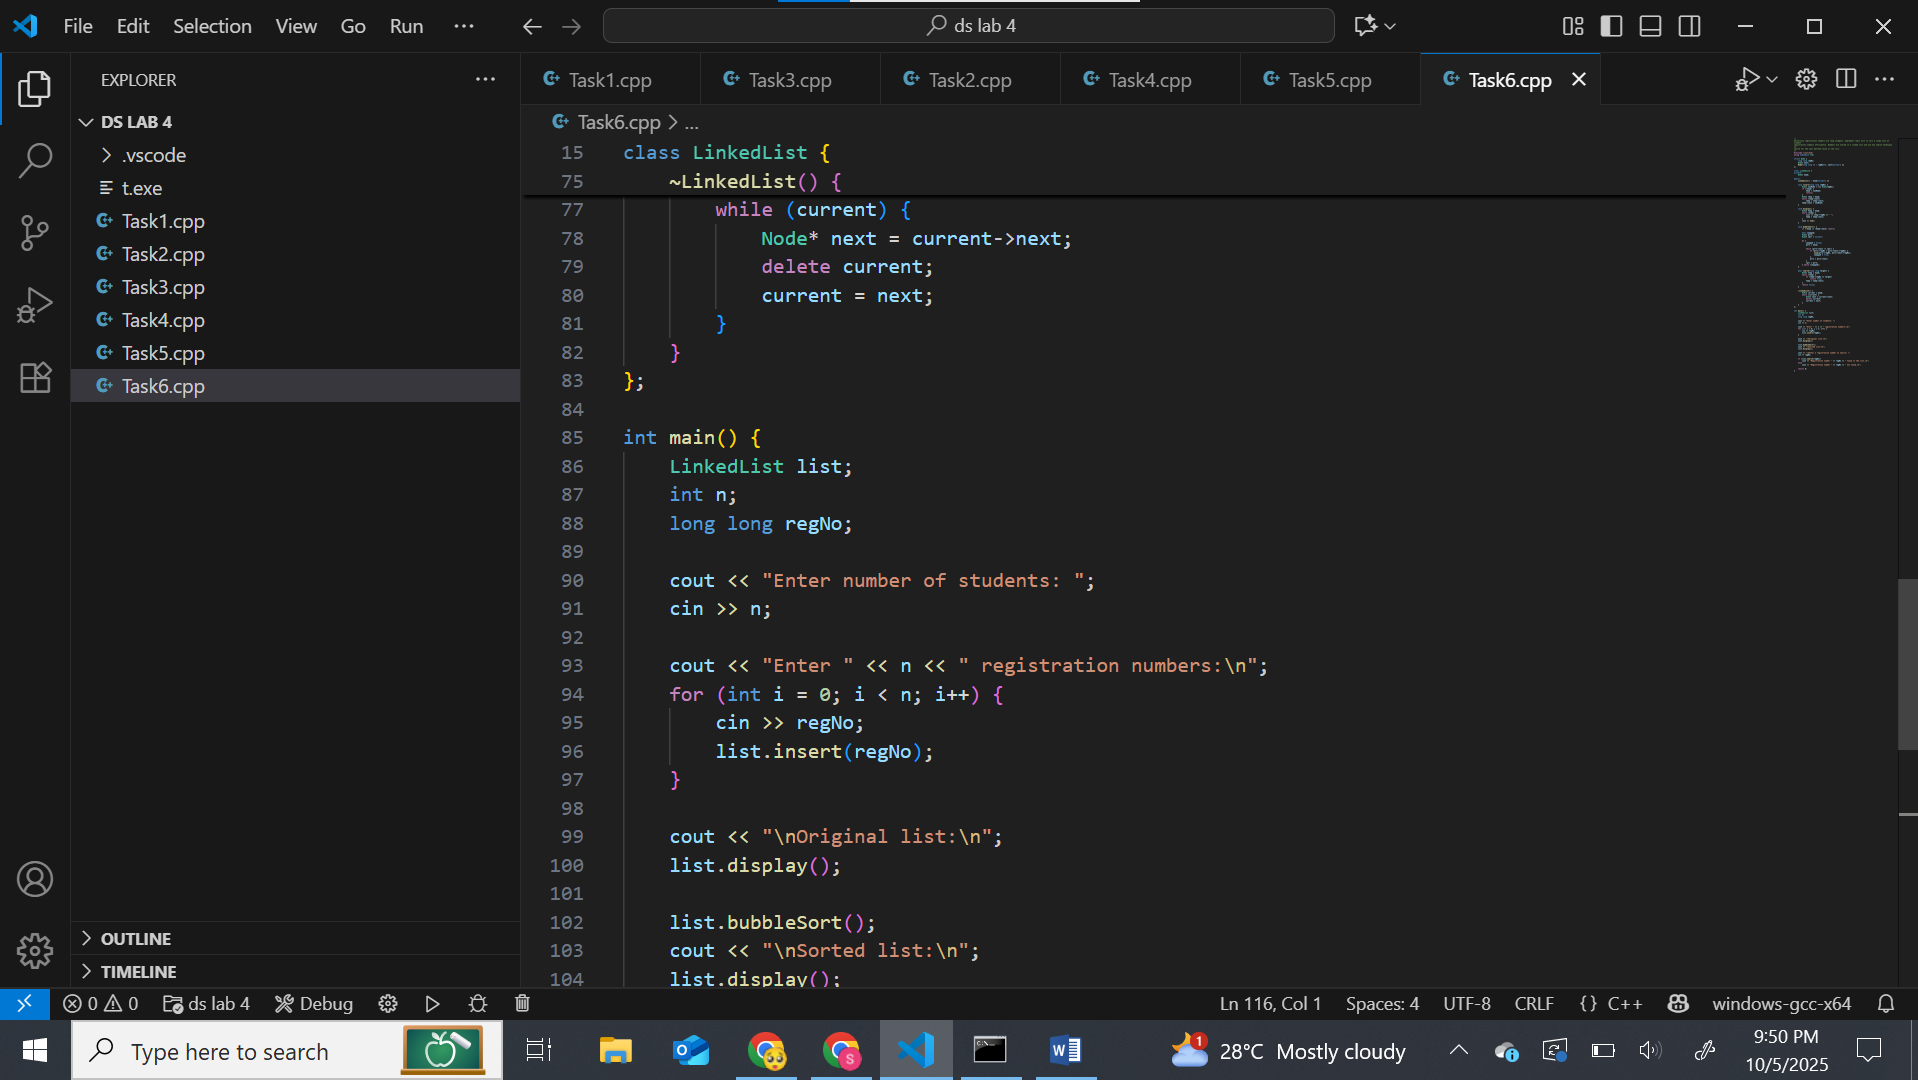 File Edit Selection View Go Run ...
ds lab 4
EXPLORER
DS LAB 4
.vscode
t.exe
Task1.cpp
Task2.cpp
Task3.cpp
Task4.cpp
Task5.cpp
Task6.cpp
OUTLINE
TIMELINE
Task1.cpp Task3.cpp Task2.cpp Task4.cpp Task5.cpp Task6.cpp
Task6.cpp > ...
15 class LinkedList {
75 ~LinkedList() {
77 while (current) {
78 Node* next = current->next;
79 delete current;
80 current = next;
81 }
82 }
83 };
84
85 int main() {
86 LinkedList list;
87 int n;
88 long long regNo;
89
90 cout << "Enter number of students: ";
91 cin >> n;
92
93 cout << "Enter " << n << " registration numbers:\n";
94 for (int i = 0; i < n; i++) {
95 cin >> regNo;
96 list.insert(regNo);
97 }
98
99 cout << "\nOriginal list:\n";
100 list.display();
101
102 list.bubbleSort();
103 cout << "\nSorted list:\n";
104 list.display();
0 0 ds lab 4 Debug
Ln 116, Col 1 Spaces: 4 UTF-8 CRLF {} C++ windows-gcc-x64
Type here to search
S
1
28°C Mostly cloudy
9:50 PM
10/5/2025